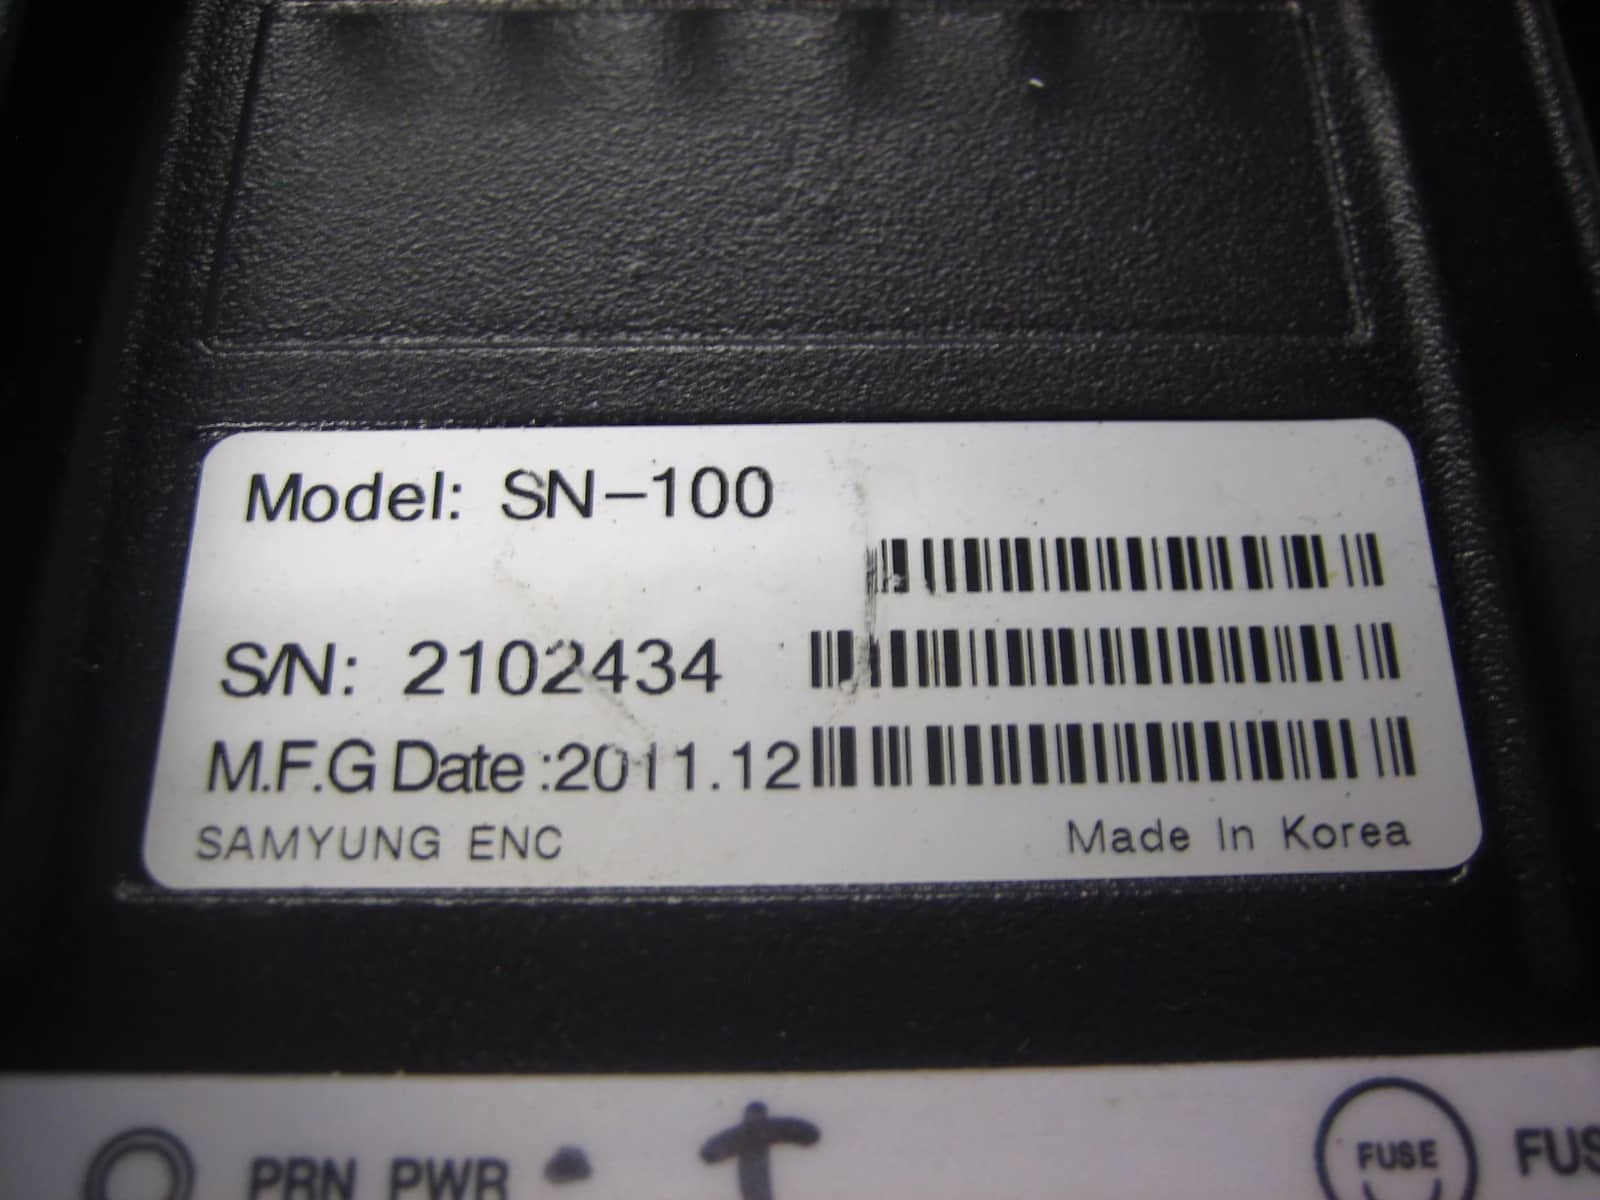 Model: SN-100
S/N: 2102434
M.F.G Date :2011.12
SAMYUNG ENC
Made In Korea
PRN PWR
FUSE